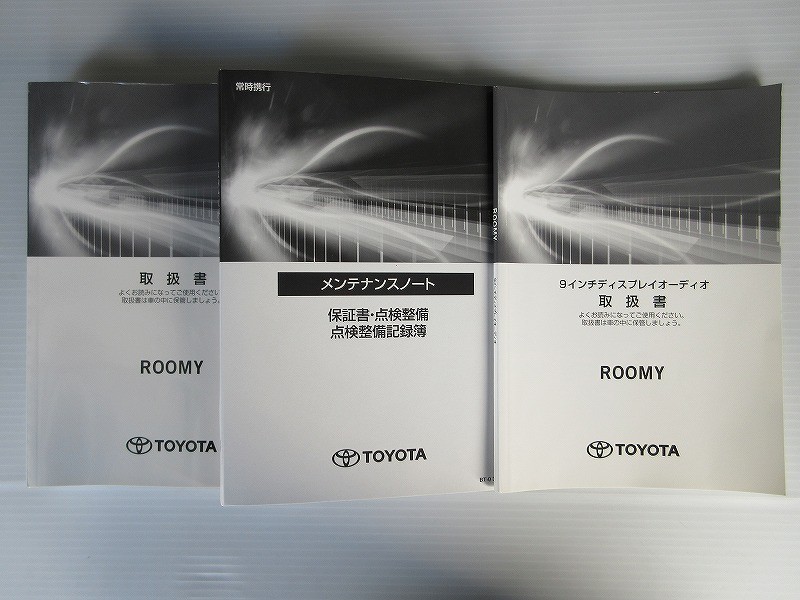 取扱書
よくお読みになってご使用ください
取扱書は車の中に保管しましょう。
ROOMY
TOYOTA
常時携行
メンテナンスノート
保証書・点検整備
点検整備記録簿
TOYOTA
ROOMY
9インチディスプレイオーディオ
取扱書
よくお読みになってご使用ください。
取扱書は車の中に保管しましょう。
ROOMY
TOYOTA